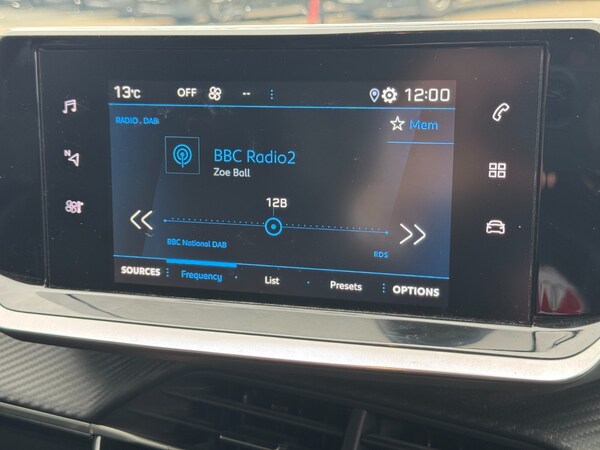 13°C OFF -- 12:00
RADIO . DAB
Mem
BBC Radio2
Zoe Ball
12B
BBC National DAB RDS
SOURCES Frequency List Presets OPTIONS
N